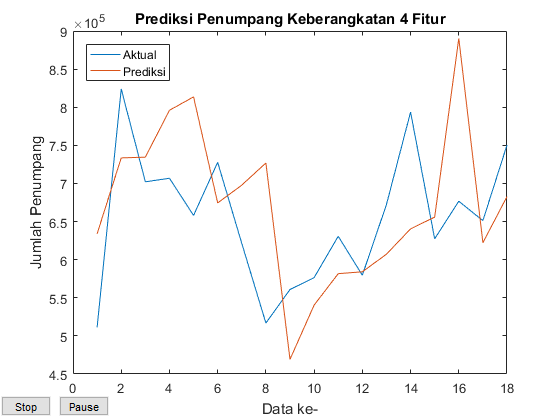 Prediksi Penumpang Keberangkatan 4 Fitur
×10⁵
9
8.5
8
7.5
7
6.5
6
5.5
5
4.5
Jumlah Penumpang
Aktual
Prediksi
0 2 4 6 8 10 12 14 16 18
Data ke-
Stop Pause